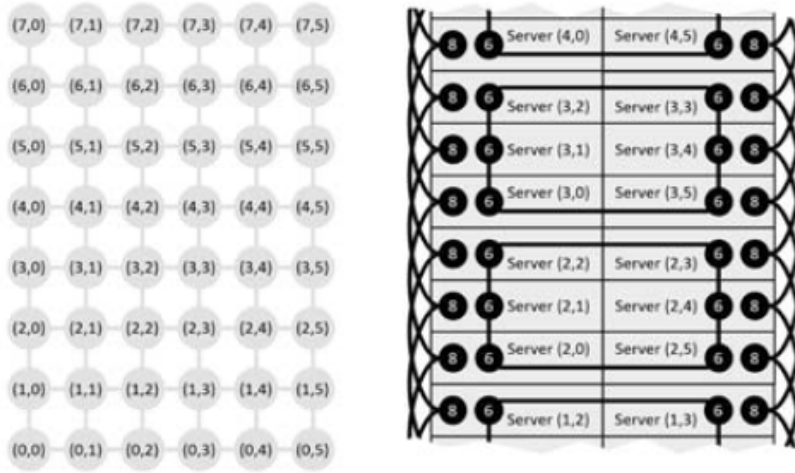 (7,0) (7,1) (7,2) (7,3) (7,4) (7,5)
(6,0) (6,1) (6,2) (6,3) (6,4) (6,5)
(5,0) (5,1) (5,2) (5,3) (5,4) (5,5)
(4,0) (4,1) (4,2) (4,3) (4,4) (4,5)
(3,0) (3,1) (3,2) (3,3) (3,4) (3,5)
(2,0) (2,1) (2,2) (2,3) (2,4) (2,5)
(1,0) (1,1) (1,2) (1,3) (1,4) (1,5)
(0,0) (0,1) (0,2) (0,3) (0,4) (0,5)
8 6 Server (4,0) Server (4,5) 6 8
8 6 Server (3,2) Server (3,3) 6 8
8 6 Server (3,1) Server (3,4) 6 8
8 6 Server (3,0) Server (3,5) 6 8
8 6 Server (2,2) Server (2,3) 6 8
8 6 Server (2,1) Server (2,4) 6 8
8 6 Server (2,0) Server (2,5) 6 8
8 6 Server (1,2) Server (1,3) 6 8